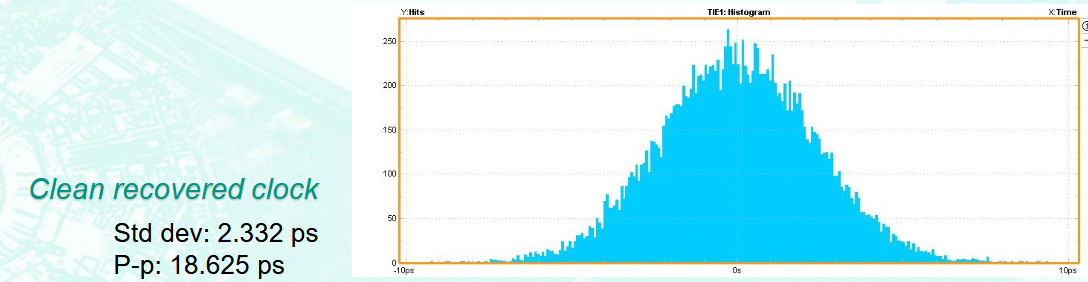 Y:Hits
TIE1: Histogram
X:Time
250
200
150
100
50
0
-10ps
0s
10ps
Clean recovered clock
Std dev: 2.332 ps
P-p: 18.625 ps